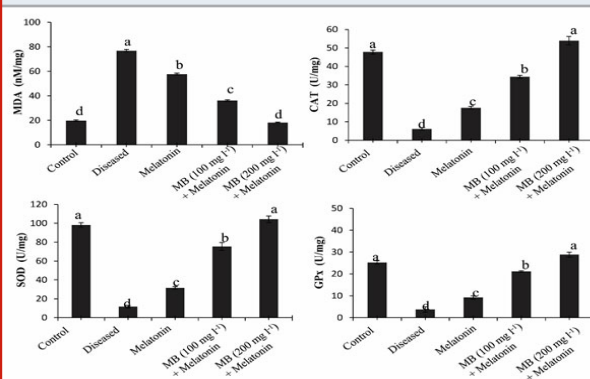 100
80
60
40
20
0
MDA (nM/mg)
d
a
b
c
d
Control
Diseased
Melatonin
MB (100 mg l⁻¹)
+ Melatonin
MB (200 mg l⁻¹)
+ Melatonin
60
50
40
30
20
10
0
CAT (U/mg)
a
d
c
b
a
Control
Diseased
Melatonin
MB (100 mg l⁻¹)
+ Melatonin
MB (200 mg l⁻¹)
+ Melatonin
120
100
80
60
40
20
0
SOD (U/mg)
a
d
c
b
a
Control
Diseased
Melatonin
MB (100 mg l⁻¹)
+ Melatonin
MB (200 mg l⁻¹)
+ Melatonin
50
40
30
20
10
0
GPx (U/mg)
a
d
c
b
a
Control
Diseased
Melatonin
MB (100 mg l⁻¹)
+ Melatonin
MB (200 mg l⁻¹)
+ Melatonin